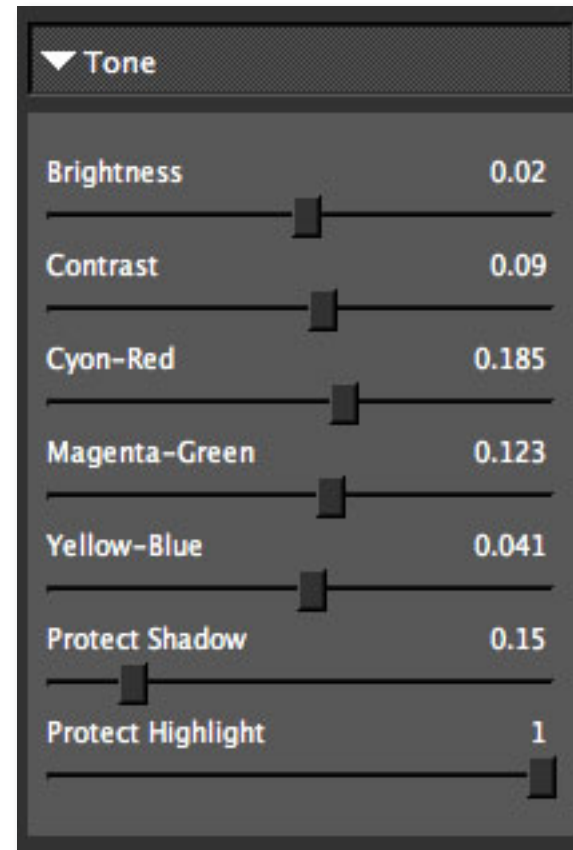 Tone
Brightness 0.02
Contrast 0.09
Cyon-Red 0.185
Magenta-Green 0.123
Yellow-Blue 0.041
Protect Shadow 0.15
Protect Highlight 1